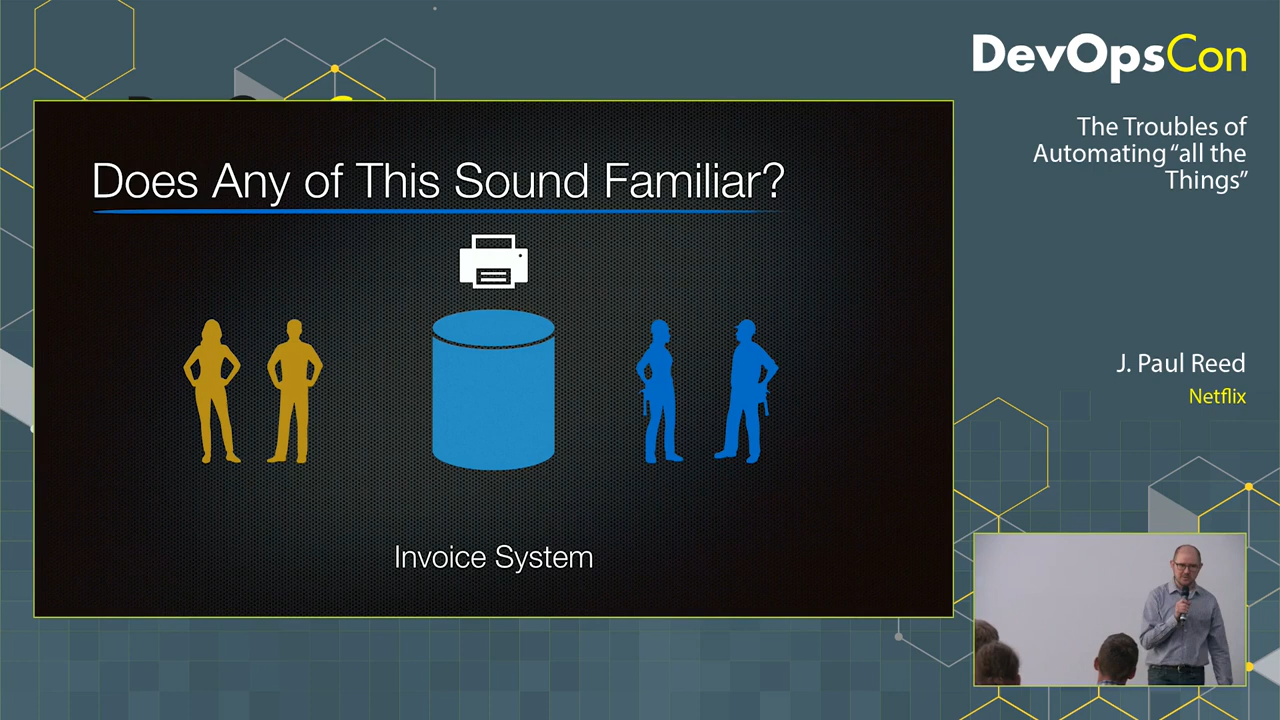 DevOpsCon
The Troubles of
Automating “all the
Things”
Does Any of This Sound Familiar?
Invoice System
J. Paul Reed
Netflix